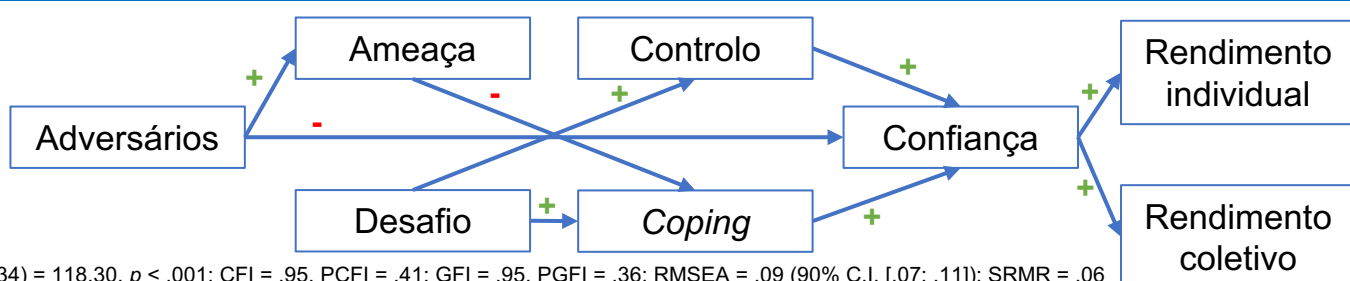 Ameaça
Controlo
Rendimento
individual
+
-
+
+
+
-
Adversários
Confiança
Desafio
+
Coping
+
+
Rendimento
coletivo
34) = 118.30, p < .001; CFI = .95, PCFI = .41; GFI = .95, PGFI = .36; RMSEA = .09 (90% C.I. [.07; .11]); SRMR = .06